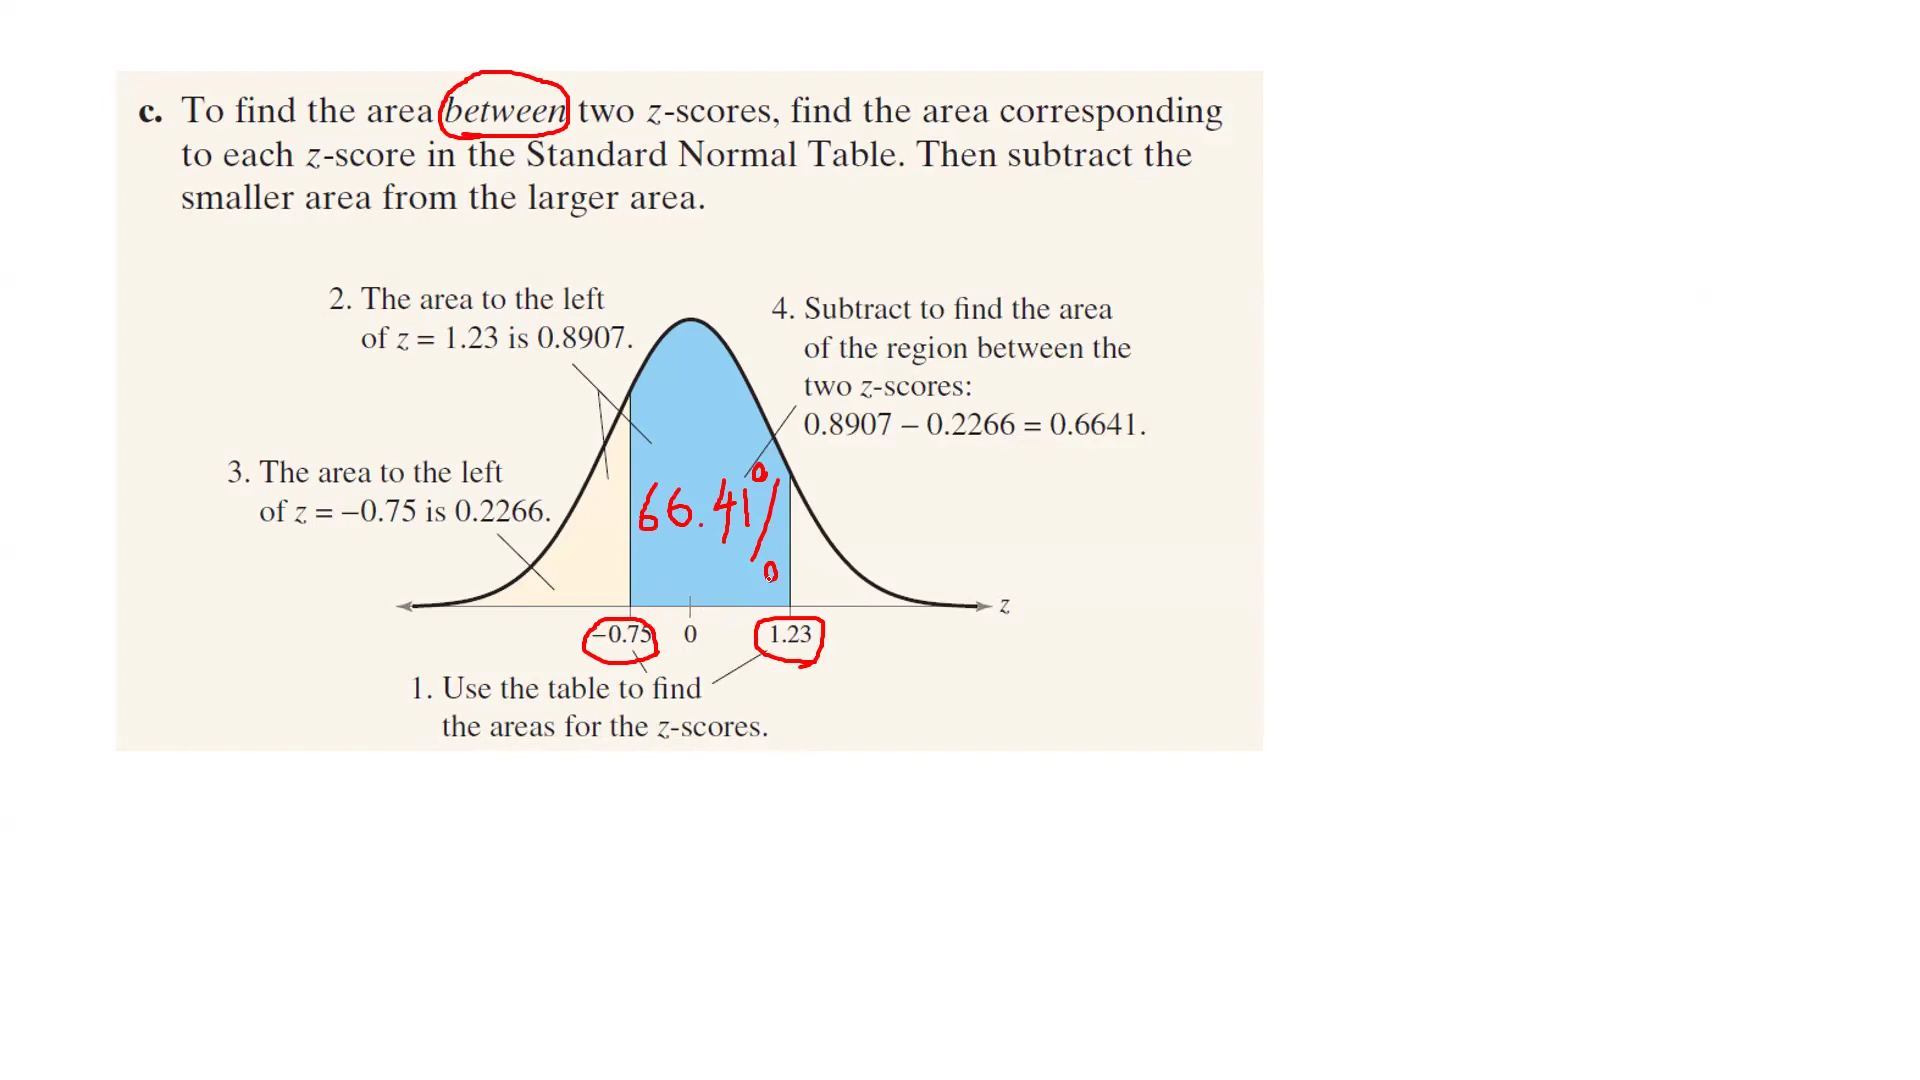 c. To find the area between two z-scores, find the area corresponding
to each z-score in the Standard Normal Table. Then subtract the
smaller area from the larger area.
2. The area to the left
of z = 1.23 is 0.8907.
4. Subtract to find the area
of the region between the
two z-scores:
0.8907 – 0.2266 = 0.6641.
3. The area to the left
of z = –0.75 is 0.2266.
66.41%
z
–0.75 0 1.23
1. Use the table to find
the areas for the z-scores.